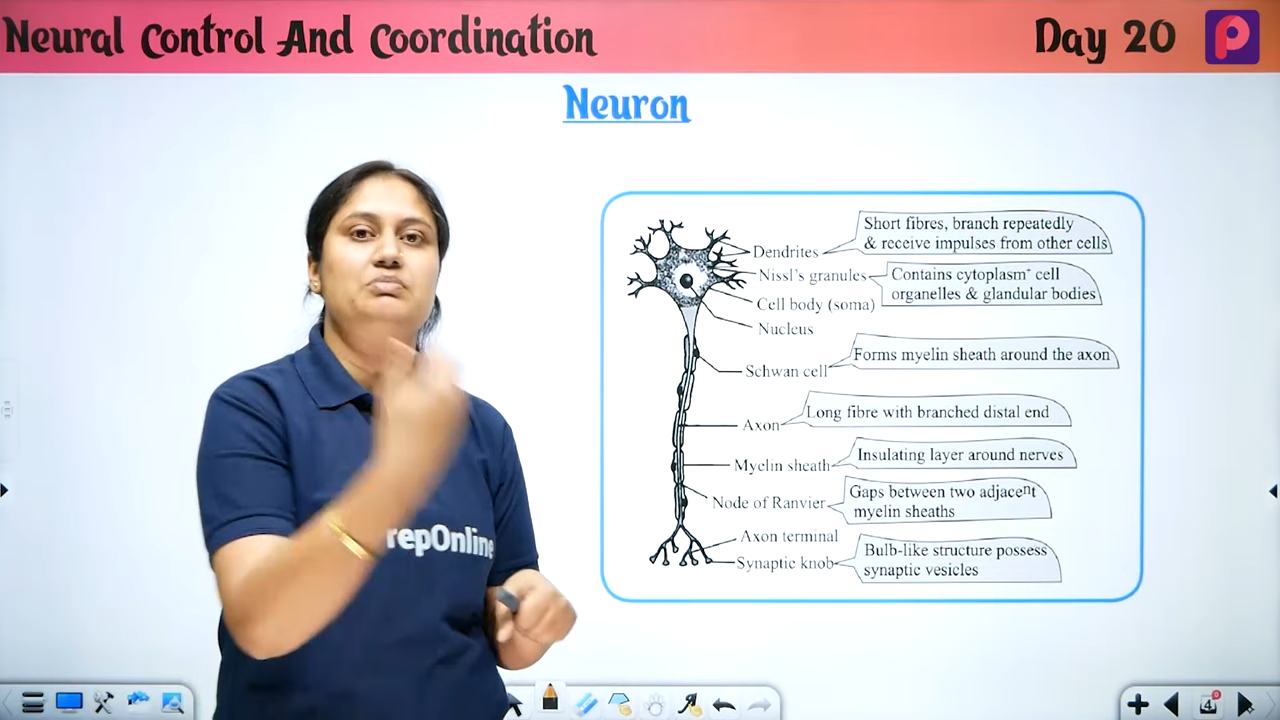 Neural Control And Coordination
Day 20
Neuron
Short fibres, branch repeatedly
& receive impulses from other cells
Dendrites
Nissl's granules
Contains cytoplasm+ cell
organelles & glandular bodies
Cell body (soma)
Nucleus
Forms myelin sheath around the axon
Schwan cell
Long fibre with branched distal end
Axon
Insulating layer around nerves
Myelin sheath
Gaps between two adjacent
myelin sheaths
Node of Ranvier
Axon terminal
Bulb-like structure possess
synaptic vesicles
Synaptic knob
repOnline
4